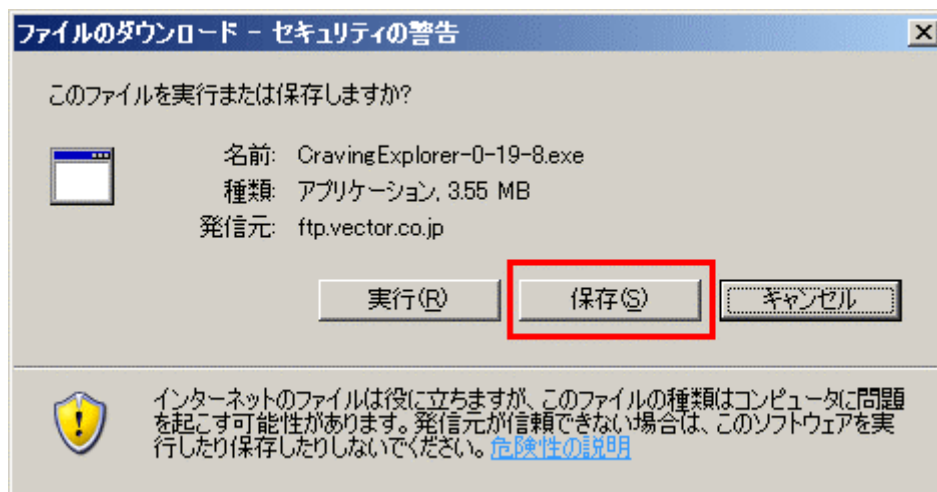 ファイルのダウンロード - セキュリティの警告
このファイルを実行または保存しますか?
名前: CravingExplorer-0-19-8.exe
種類: アプリケーション, 3.55 MB
発信元: ftp.vector.co.jp
実行(R) 保存(S) キャンセル
インターネットのファイルは役に立ちますが、このファイルの種類はコンピュータに問題
を起こす可能性があります。発信元が信頼できない場合は、このソフトウェアを実
行したり保存したりしないでください。危険性の説明